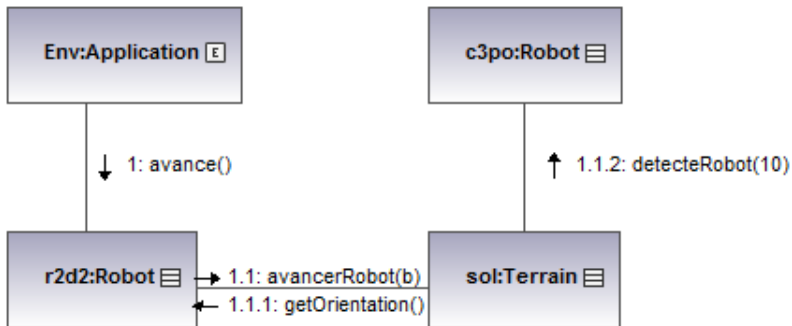 Env:Application E
c3po:Robot
1: avance()
1.1.2: detecteRobot(10)
r2d2:Robot
1.1: avancerRobot(b)
1.1.1: getOrientation()
sol:Terrain